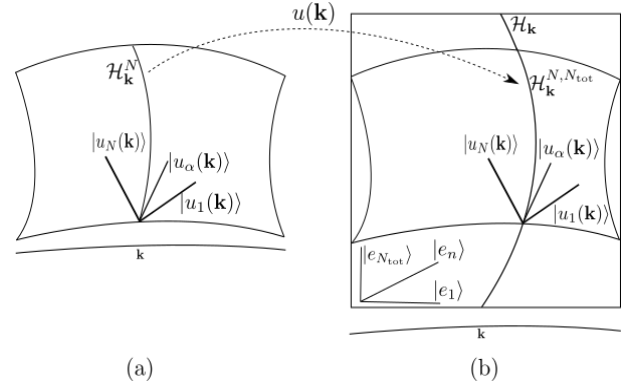 u(𝐤)
ℋ_𝐤
ℋ_𝐤^N
ℋ_𝐤^{N,N_tot}
|u_N(𝐤)⟩
|u_α(𝐤)⟩
|u_1(𝐤)⟩
𝐤
(a)
|u_N(𝐤)⟩
|u_α(𝐤)⟩
|u_1(𝐤)⟩
|e_{N_tot}⟩
|e_n⟩
|e_1⟩
𝐤
(b)